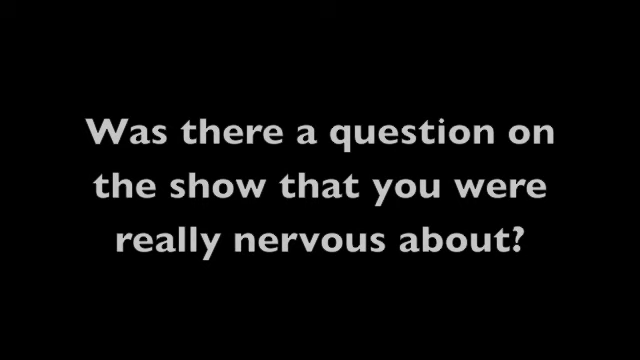 Was there a question on
the show that you were
really nervous about?